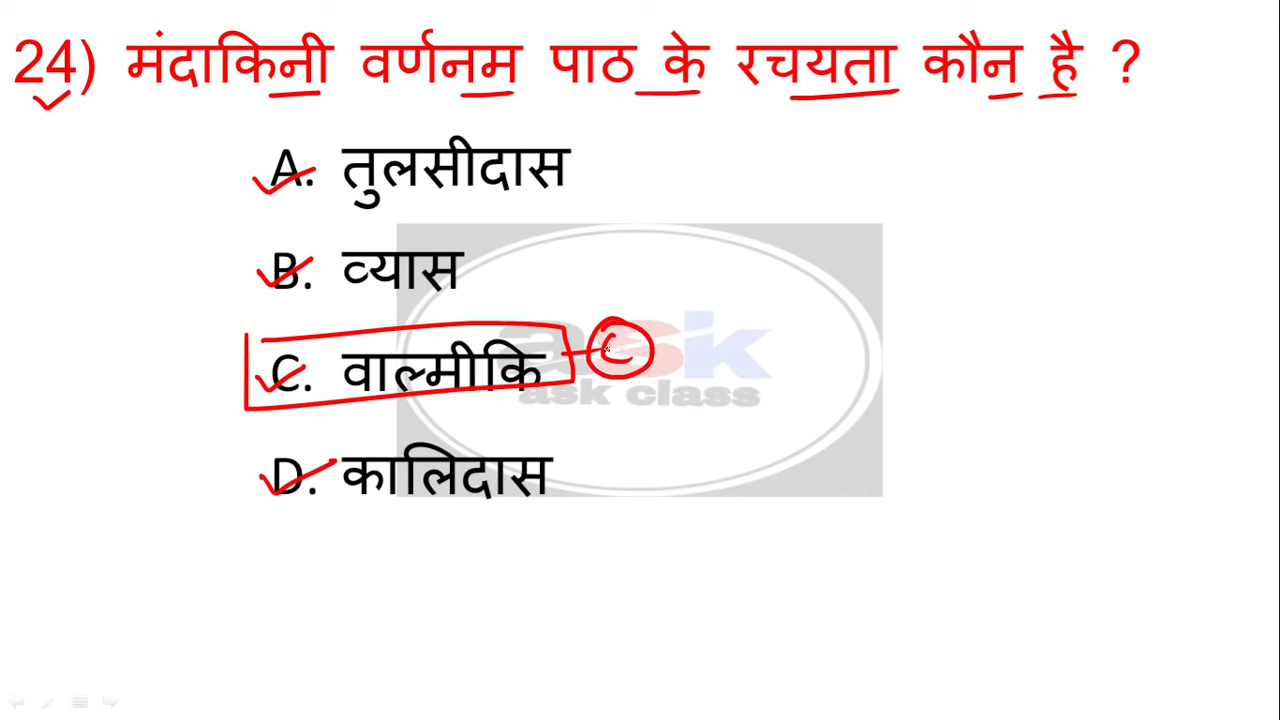 24) मंदाकिनी वर्णनम पाठ के रचयता कौन है ?
A. तुलसीदास
B. व्यास
C. वाल्मीकि C
D. कालिदास
ask
ask class